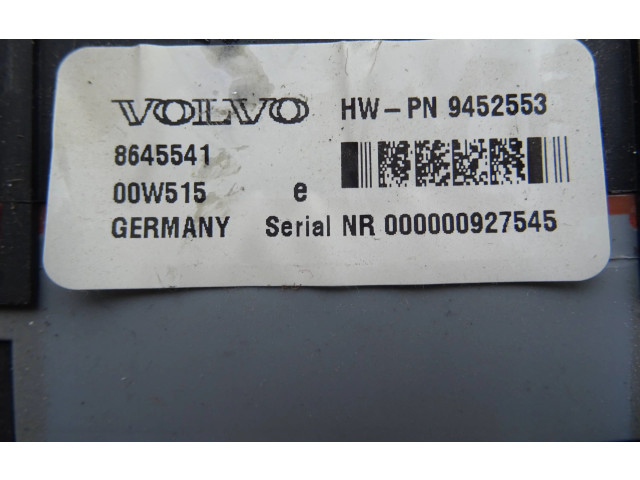 VOLVO HW-PN 9452553
8645541
00W515 e
GERMANY Serial NR 000000927545